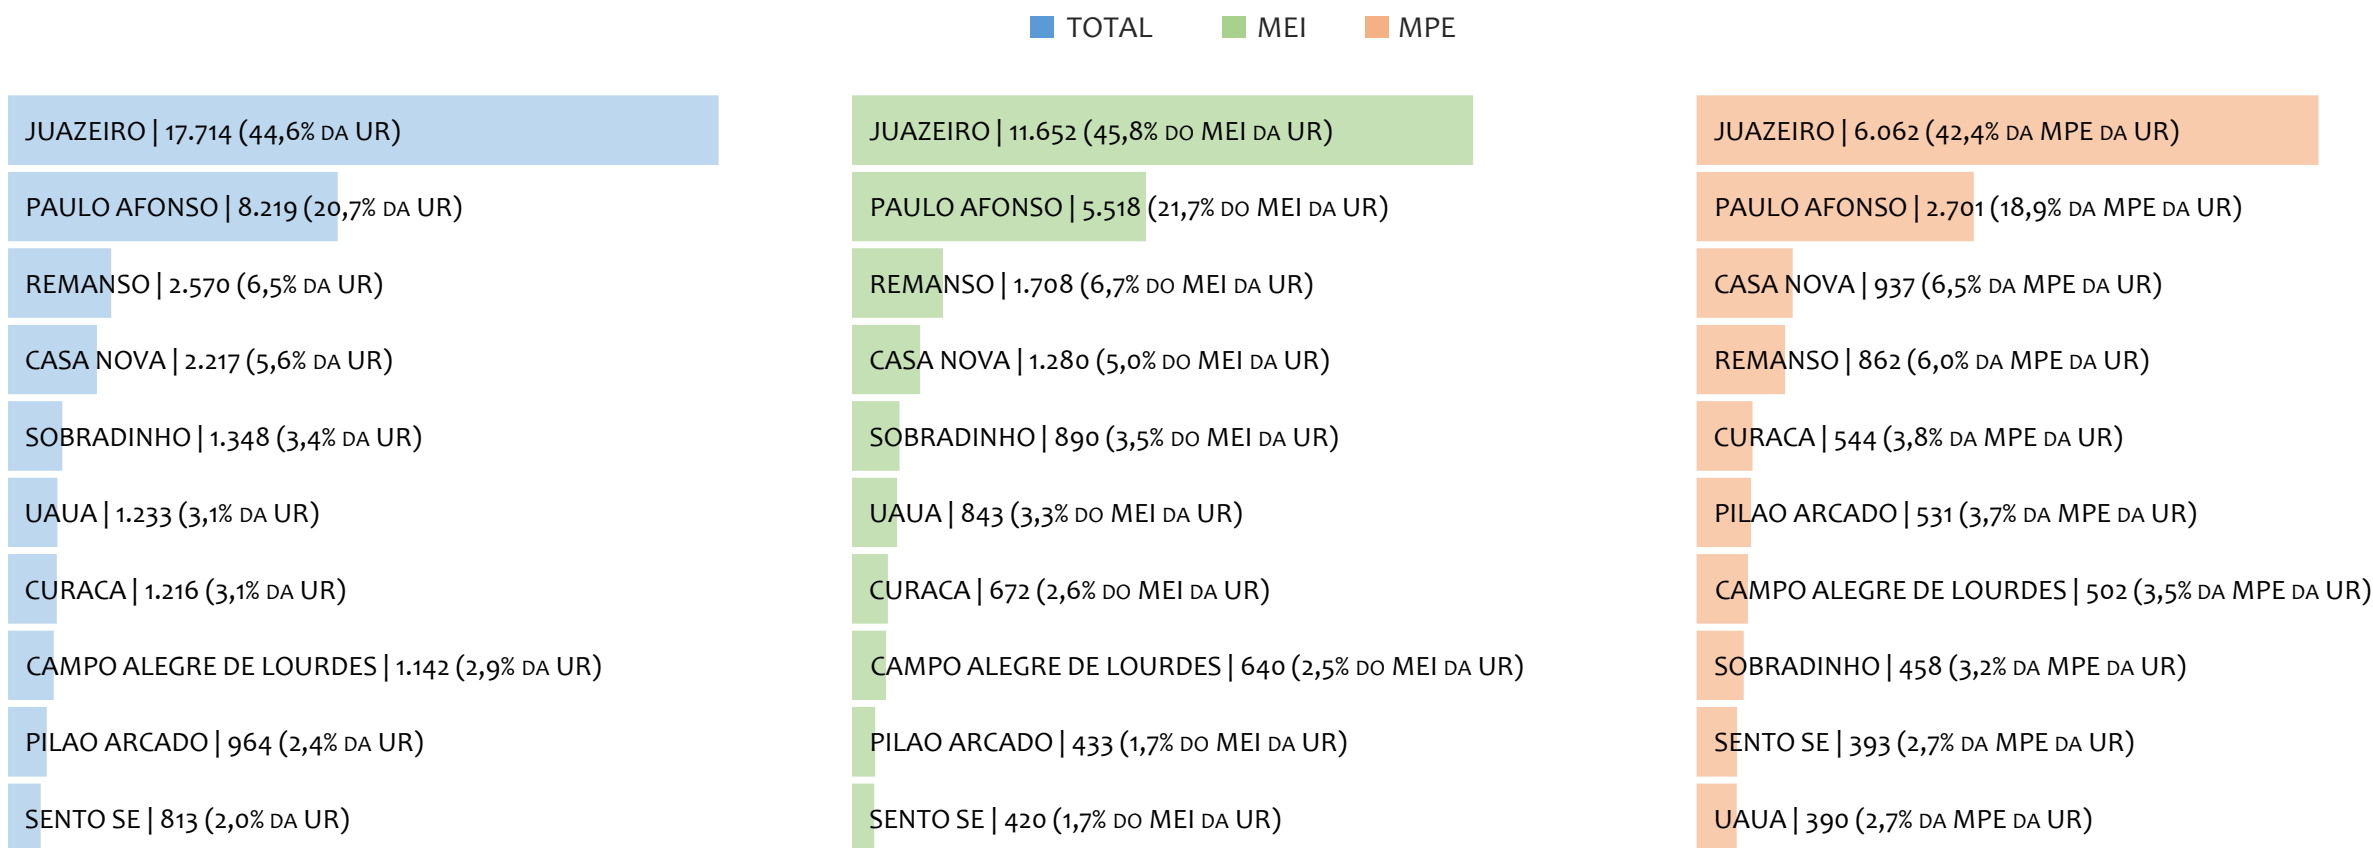 TOTAL MEI MPE
JUAZEIRO | 17.714 (44,6% DA UR)
PAULO AFONSO | 8.219 (20,7% DA UR)
REMANSO | 2.570 (6,5% DA UR)
CASA NOVA | 2.217 (5,6% DA UR)
SOBRADINHO | 1.348 (3,4% DA UR)
UAUA | 1.233 (3,1% DA UR)
CURACA | 1.216 (3,1% DA UR)
CAMPO ALEGRE DE LOURDES | 1.142 (2,9% DA UR)
PILAO ARCADO | 964 (2,4% DA UR)
SENTO SE | 813 (2,0% DA UR)
JUAZEIRO | 11.652 (45,8% DO MEI DA UR)
PAULO AFONSO | 5.518 (21,7% DO MEI DA UR)
REMANSO | 1.708 (6,7% DO MEI DA UR)
CASA NOVA | 1.280 (5,0% DO MEI DA UR)
SOBRADINHO | 890 (3,5% DO MEI DA UR)
UAUA | 843 (3,3% DO MEI DA UR)
CURACA | 672 (2,6% DO MEI DA UR)
CAMPO ALEGRE DE LOURDES | 640 (2,5% DO MEI DA UR)
PILAO ARCADO | 433 (1,7% DO MEI DA UR)
SENTO SE | 420 (1,7% DO MEI DA UR)
JUAZEIRO | 6.062 (42,4% DA MPE DA UR)
PAULO AFONSO | 2.701 (18,9% DA MPE DA UR)
CASA NOVA | 937 (6,5% DA MPE DA UR)
REMANSO | 862 (6,0% DA MPE DA UR)
CURACA | 544 (3,8% DA MPE DA UR)
PILAO ARCADO | 531 (3,7% DA MPE DA UR)
CAMPO ALEGRE DE LOURDES | 502 (3,5% DA MPE DA UR)
SOBRADINHO | 458 (3,2% DA MPE DA UR)
SENTO SE | 393 (2,7% DA MPE DA UR)
UAUA | 390 (2,7% DA MPE DA UR)